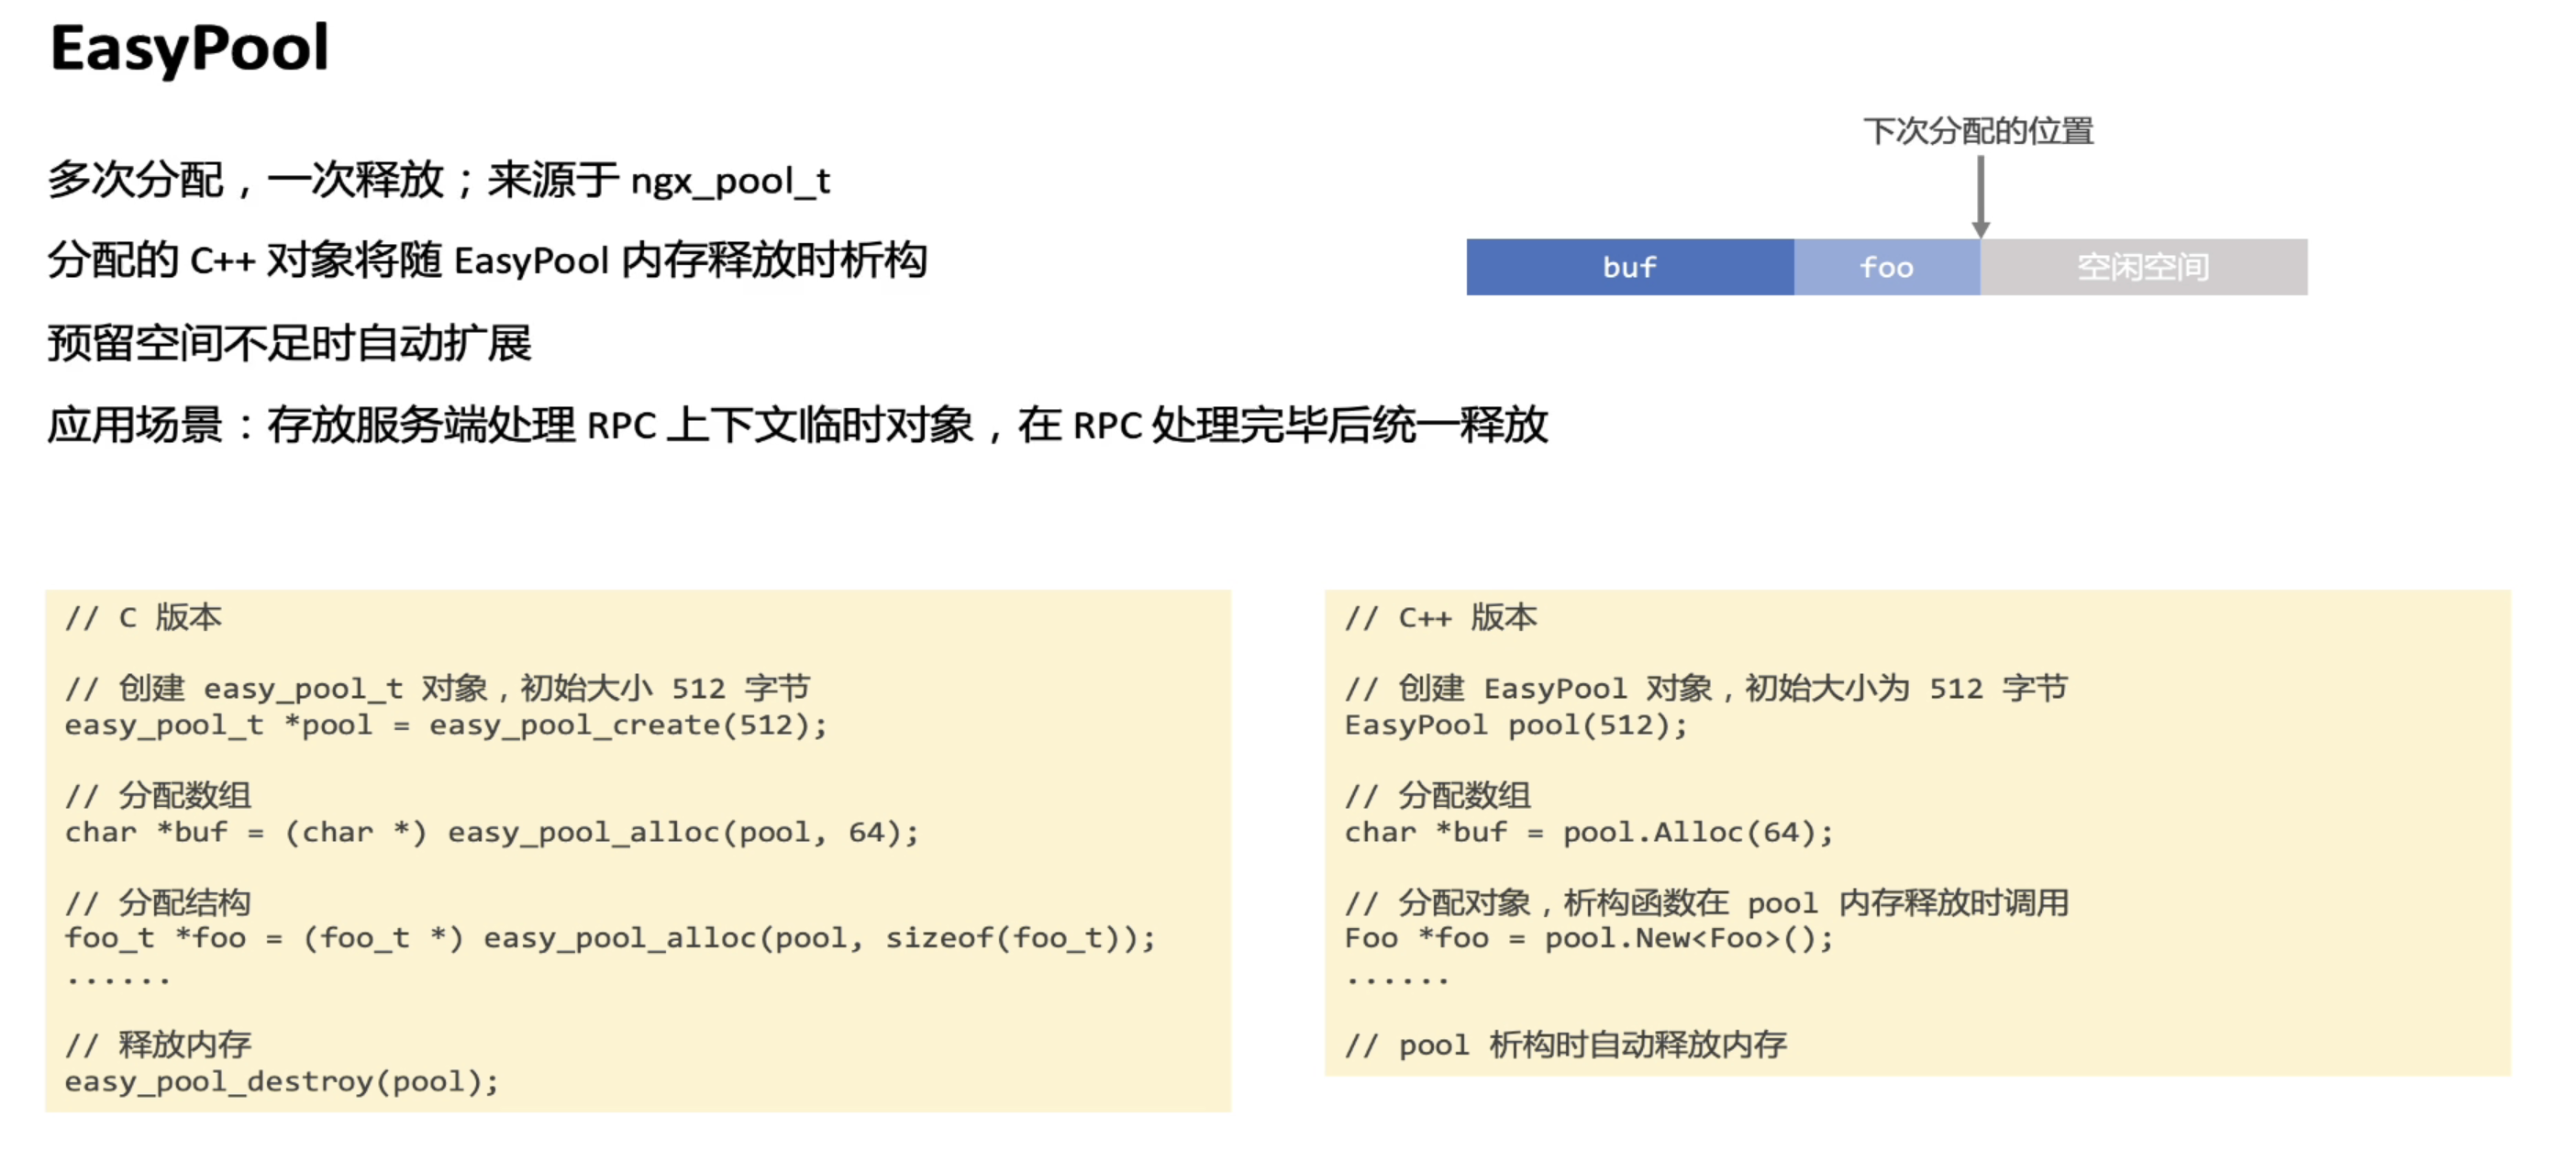 EasyPool
多次分配，一次释放；来源于 ngx_pool_t
分配的 C++ 对象将随 EasyPool 内存释放时析构
预留空间不足时自动扩展
应用场景：存放服务端处理 RPC 上下文临时对象，在 RPC 处理完毕后统一释放
下次分配的位置
buf foo 空闲空间
// C 版本
// 创建 easy_pool_t 对象，初始大小 512 字节
easy_pool_t *pool = easy_pool_create(512);
// 分配数组
char *buf = (char *) easy_pool_alloc(pool, 64);
// 分配结构
foo_t *foo = (foo_t *) easy_pool_alloc(pool, sizeof(foo_t));
......
// 释放内存
easy_pool_destroy(pool);
// C++ 版本
// 创建 EasyPool 对象，初始大小为 512 字节
EasyPool pool(512);
// 分配数组
char *buf = pool.Alloc(64);
// 分配对象，析构函数在 pool 内存释放时调用
Foo *foo = pool.New<Foo>();
......
// pool 析构时自动释放内存